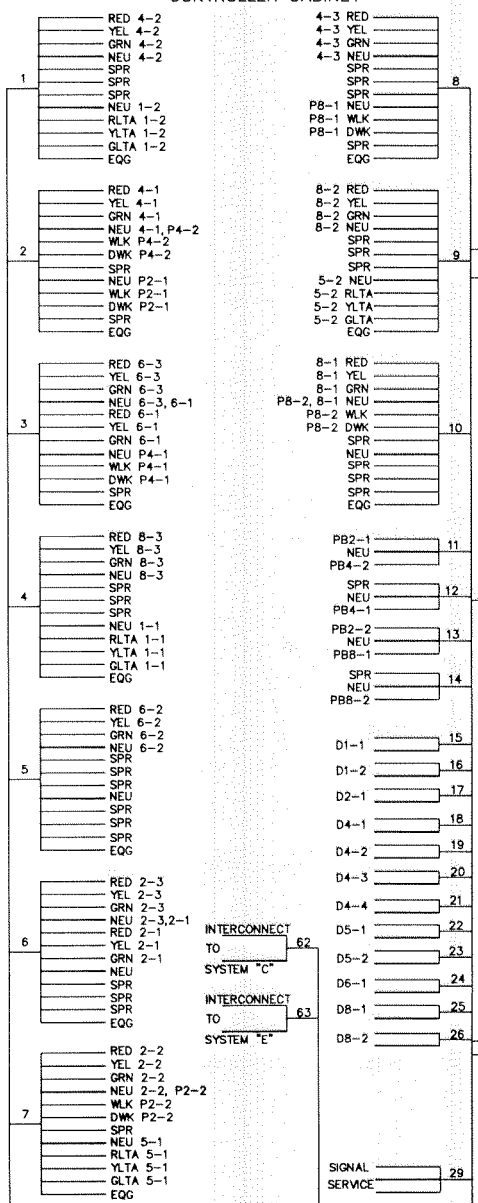 CONTROLLER CABINET
1
RED 4-2
YEL 4-2
GRN 4-2
NEU 4-2
SPR
SPR
SPR
NEU 1-2
RLTA 1-2
YLTA 1-2
GLTA 1-2
EQG
2
RED 4-1
YEL 4-1
GRN 4-1
NEU 4-1, P4-2
WLK P4-2
DWK P4-2
SPR
NEU P2-1
WLK P2-1
DWK P2-1
SPR
EQG
3
RED 6-3
YEL 6-3
GRN 6-3
NEU 6-3, 6-1
RED 6-1
YEL 6-1
GRN 6-1
NEU P4-1
WLK P4-1
DWK P4-1
SPR
EQG
4
RED 8-3
YEL 8-3
GRN 8-3
NEU 8-3
SPR
SPR
SPR
NEU 1-1
RLTA 1-1
YLTA 1-1
GLTA 1-1
EQG
5
RED 6-2
YEL 6-2
GRN 6-2
NEU 6-2
SPR
SPR
SPR
NEU
SPR
SPR
SPR
EQG
6
RED 2-3
YEL 2-3
GRN 2-3
NEU 2-3,2-1
RED 2-1
YEL 2-1
GRN 2-1
NEU
SPR
SPR
SPR
EQG
7
RED 2-2
YEL 2-2
GRN 2-2
NEU 2-2, P2-2
WLK P2-2
DWK P2-2
SPR
NEU 5-1
RLTA 5-1
YLTA 5-1
GLTA 5-1
EQG
INTERCONNECT
TO
SYSTEM "C"
62
INTERCONNECT
TO
SYSTEM "E"
63
4-3 RED
4-3 YEL
4-3 GRN
4-3 NEU
SPR
SPR
SPR
P8-1 NEU
P8-1 WLK
P8-1 DWK
SPR
EQG
8
8-2 RED
8-2 YEL
8-2 GRN
8-2 NEU
SPR
SPR
SPR
5-2 NEU
5-2 RLTA
5-2 YLTA
5-2 GLTA
EQG
9
8-1 RED
8-1 YEL
8-1 GRN
P8-2, 8-1 NEU
P8-2 WLK
P8-2 DWK
SPR
NEU
SPR
SPR
SPR
EQG
10
PB2-1
NEU
PB4-2
11
SPR
NEU
PB4-1
12
PB2-2
NEU
PB8-1
13
SPR
NEU
PB8-2
14
D1-1 15
D1-2 16
D2-1 17
D4-1 18
D4-2 19
D4-3 20
D4-4 21
D5-1 22
D5-2 23
D6-1 24
D8-1 25
D8-2 26
SIGNAL
SERVICE
29